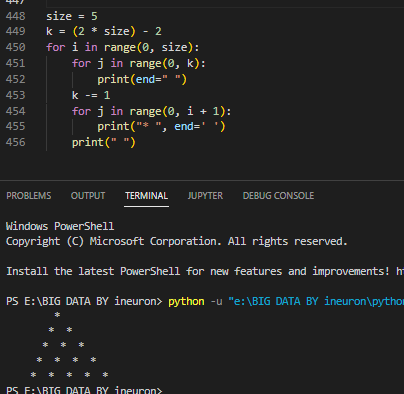 448 size = 5
449 k = (2 * size) - 2
450 for i in range(0, size):
451     for j in range(0, k):
452         print(end=" ")
453     k -= 1
454     for j in range(0, i + 1):
455         print("* ", end=' ')
456     print(" ")
PROBLEMS OUTPUT TERMINAL JUPYTER DEBUG CONSOLE
Windows PowerShell
Copyright (C) Microsoft Corporation. All rights reserved.
Install the latest PowerShell for new features and improvements!
PS E:\BIG DATA BY ineuron> python -u "e:\BIG DATA BY ineuron\pytho
        *
       *  *
      *  *  *
     *  *  *  *
    *  *  *  *  *
PS E:\BIG DATA BY ineuron>